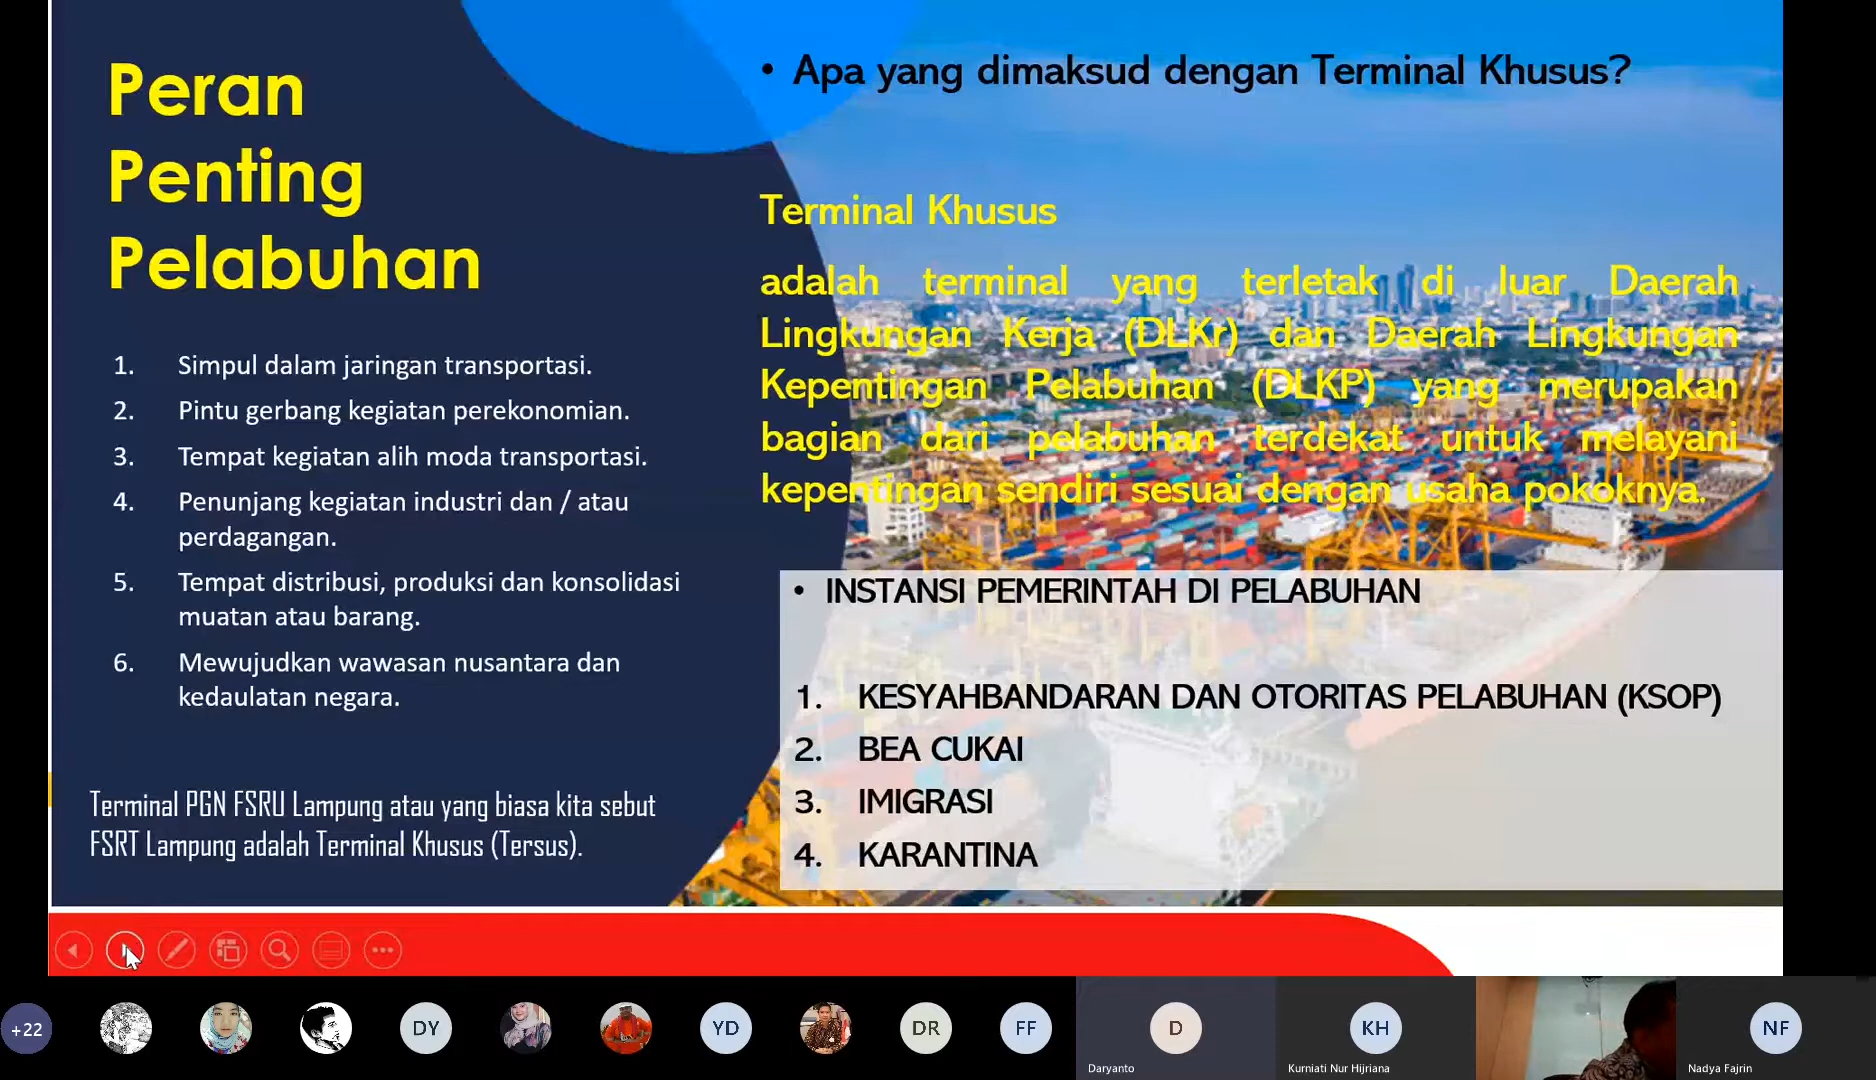 Peran
Penting
Pelabuhan
1. Simpul dalam jaringan transportasi.
2. Pintu gerbang kegiatan perekonomian.
3. Tempat kegiatan alih moda transportasi.
4. Penunjang kegiatan industri dan / atau
perdagangan.
5. Tempat distribusi, produksi dan konsolidasi
muatan atau barang.
6. Mewujudkan wawasan nusantara dan
kedaulatan negara.
Terminal PGN FSRU Lampung atau yang biasa kita sebut
FSRT Lampung adalah Terminal Khusus (Tersus).
• Apa yang dimaksud dengan Terminal Khusus?
Terminal Khusus
adalah terminal yang terletak di luar Daerah
Lingkungan Kerja (DLKr) dan Daerah Lingkungan
Kepentingan Pelabuhan (DLKP) yang merupakan
bagian dari pelabuhan terdekat untuk melayani
kepentingan sendiri sesuai dengan usaha pokoknya.
• INSTANSI PEMERINTAH DI PELABUHAN
1. KESYAHBANDARAN DAN OTORITAS PELABUHAN (KSOP)
2. BEA CUKAI
3. IMIGRASI
4. KARANTINA
+22
DY
YD
DR
FF
D
Daryanto
KH
Kurniati Nur Hijriana
NF
Nadya Fajrin